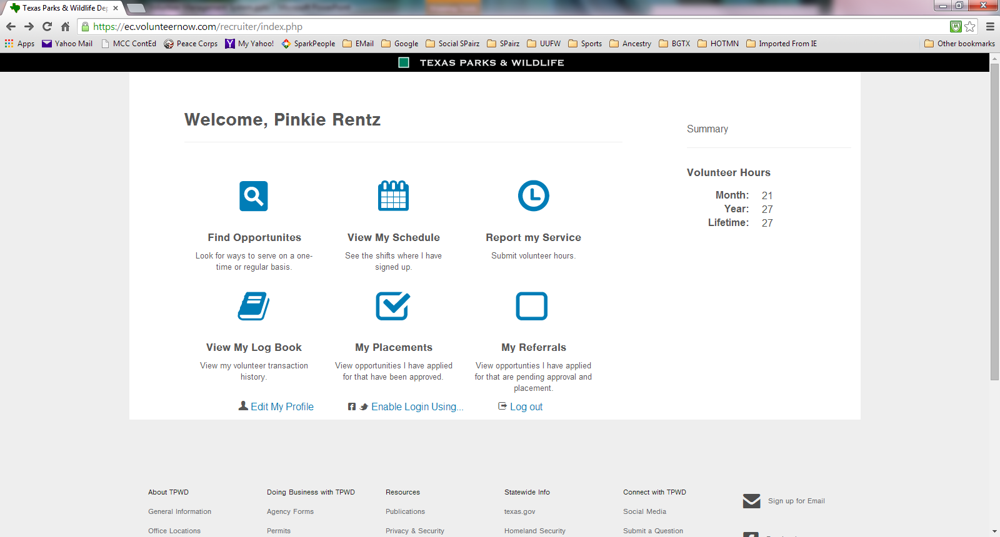 Texas Parks & Wildlife Dep
https://ec.volunteernow.com/recruiter/index.php
Apps Yahoo Mail MCC ContEd Peace Corps My Yahoo! SparkPeople EMail Google Social SPairz SPairz UUFW Sports Ancestry BGTX HOTMN Imported From IE Other bookmarks
TEXAS PARKS & WILDLIFE
Welcome, Pinkie Rentz
Summary
Volunteer Hours
Month: 21
Year: 27
Lifetime: 27
Find Opportunites
Look for ways to serve on a one-
time or regular basis.
View My Schedule
See the shifts where I have
signed up.
Report my Service
Submit volunteer hours.
View My Log Book
View my volunteer transaction
history.
My Placements
View opportunities I have applied
for that have been approved.
My Referrals
View opportunties I have applied
for that are pending approval and
placement.
Edit My Profile
Enable Login Using...
Log out
About TPWD
General Information
Office Locations
Doing Business with TPWD
Agency Forms
Permits
Resources
Publications
Privacy & Security
Statewide Info
texas.gov
Homeland Security
Connect with TPWD
Social Media
Submit a Question
Sign up for Email